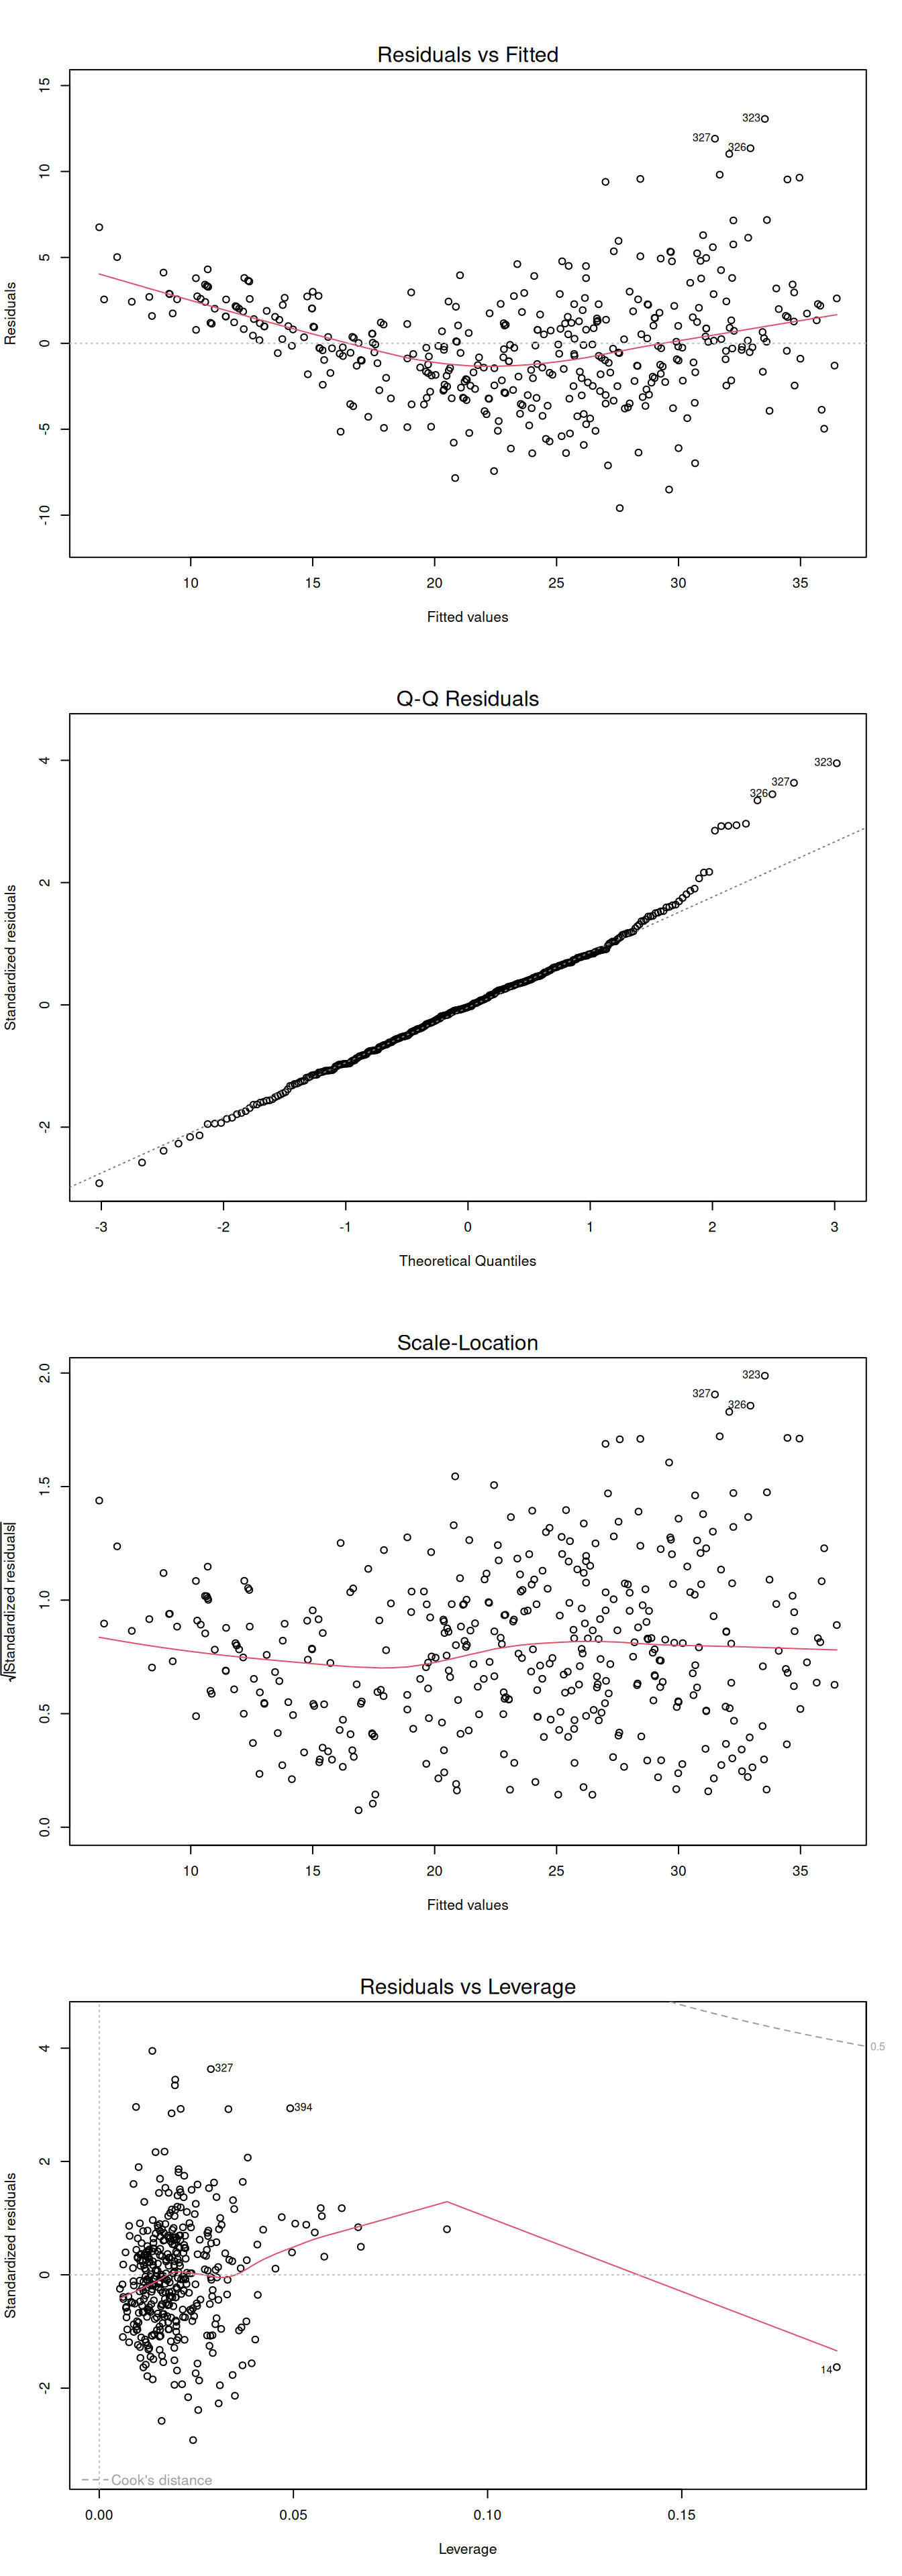 Residuals vs Fitted
15
10
5
0
-5
-10
Residuals
323
327
326
10 15 20 25 30 35
Fitted values
Q-Q Residuals
4
2
0
-2
Standardized residuals
323
327
326
-3 -2 -1 0 1 2 3
Theoretical Quantiles
Scale-Location
2.0
1.5
1.0
0.5
0.0
√|Standardized residuals|
323
327
326
10 15 20 25 30 35
Fitted values
Residuals vs Leverage
4
2
0
-2
Standardized residuals
0.5
327
394
14
Cook's distance
0.00 0.05 0.10 0.15
Leverage